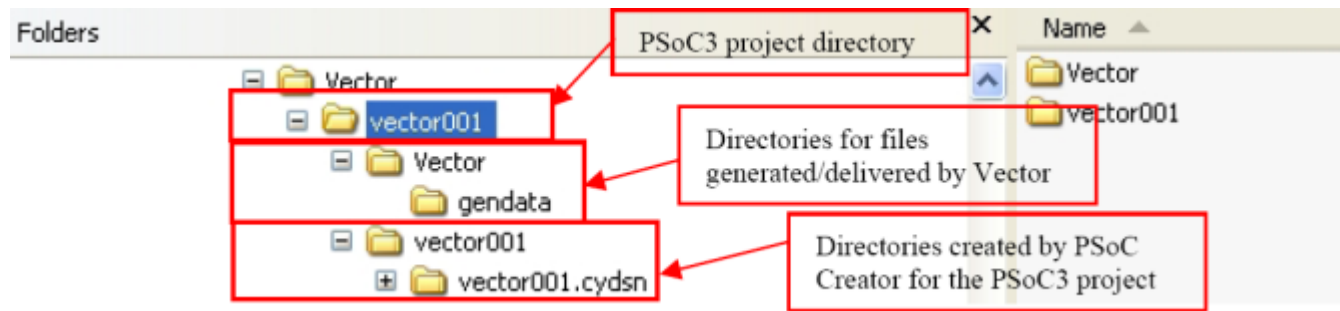 Folders
PSoC3 project directory
Name
Vector
vector001
Vector
gendata
vector001
vector001.cydsn
Directories for files
generated/delivered by Vector
Directories created by PSoC
Creator for the PSoC3 project
Vector
vector001